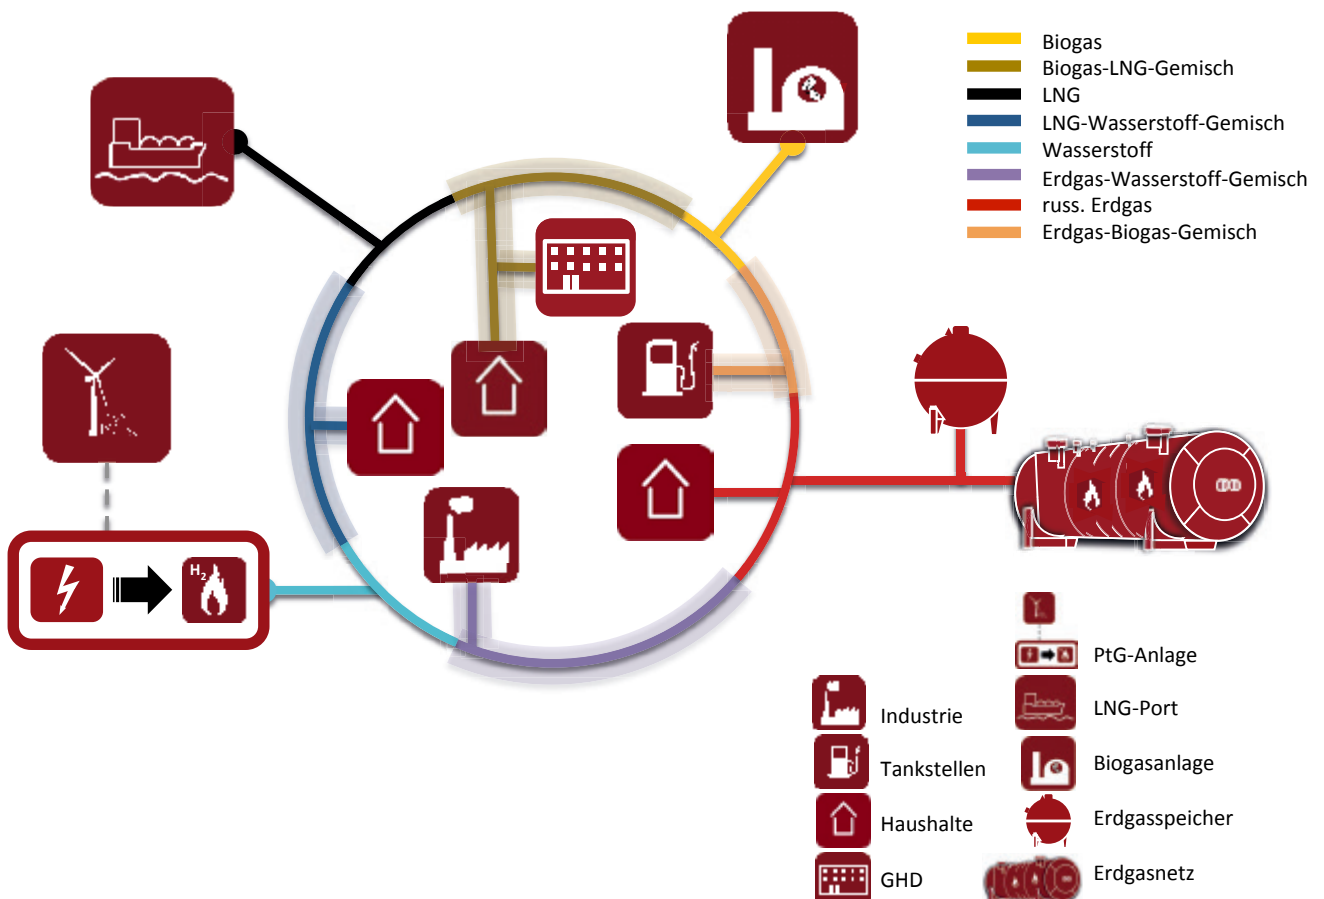 Biogas
Biogas-LNG-Gemisch
LNG
LNG-Wasserstoff-Gemisch
Wasserstoff
Erdgas-Wasserstoff-Gemisch
russ. Erdgas
Erdgas-Biogas-Gemisch
H2
PtG-Anlage
LNG-Port
Biogasanlage
Erdgasspeicher
Erdgasnetz
Industrie
Tankstellen
Haushalte
GHD